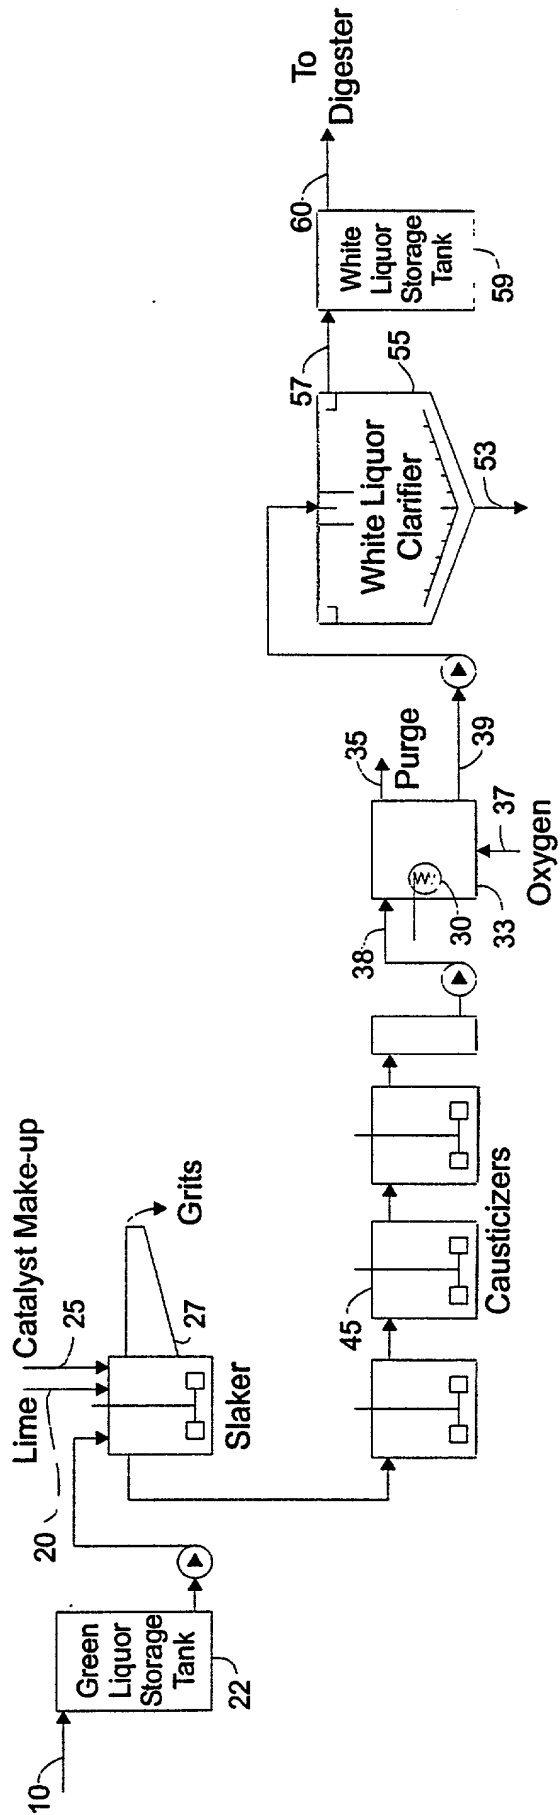 10
Green
Liquor
Storage
Tank
22
20
Lime
Catalyst Make-up
25
27
Grits
Slaker
45
Causticizers
38
30
33
35
Purge
37
Oxygen
39
White Liquor
Clarifier
53
55
57
White
Liquor
Storage
Tank
59
60
To
Digester